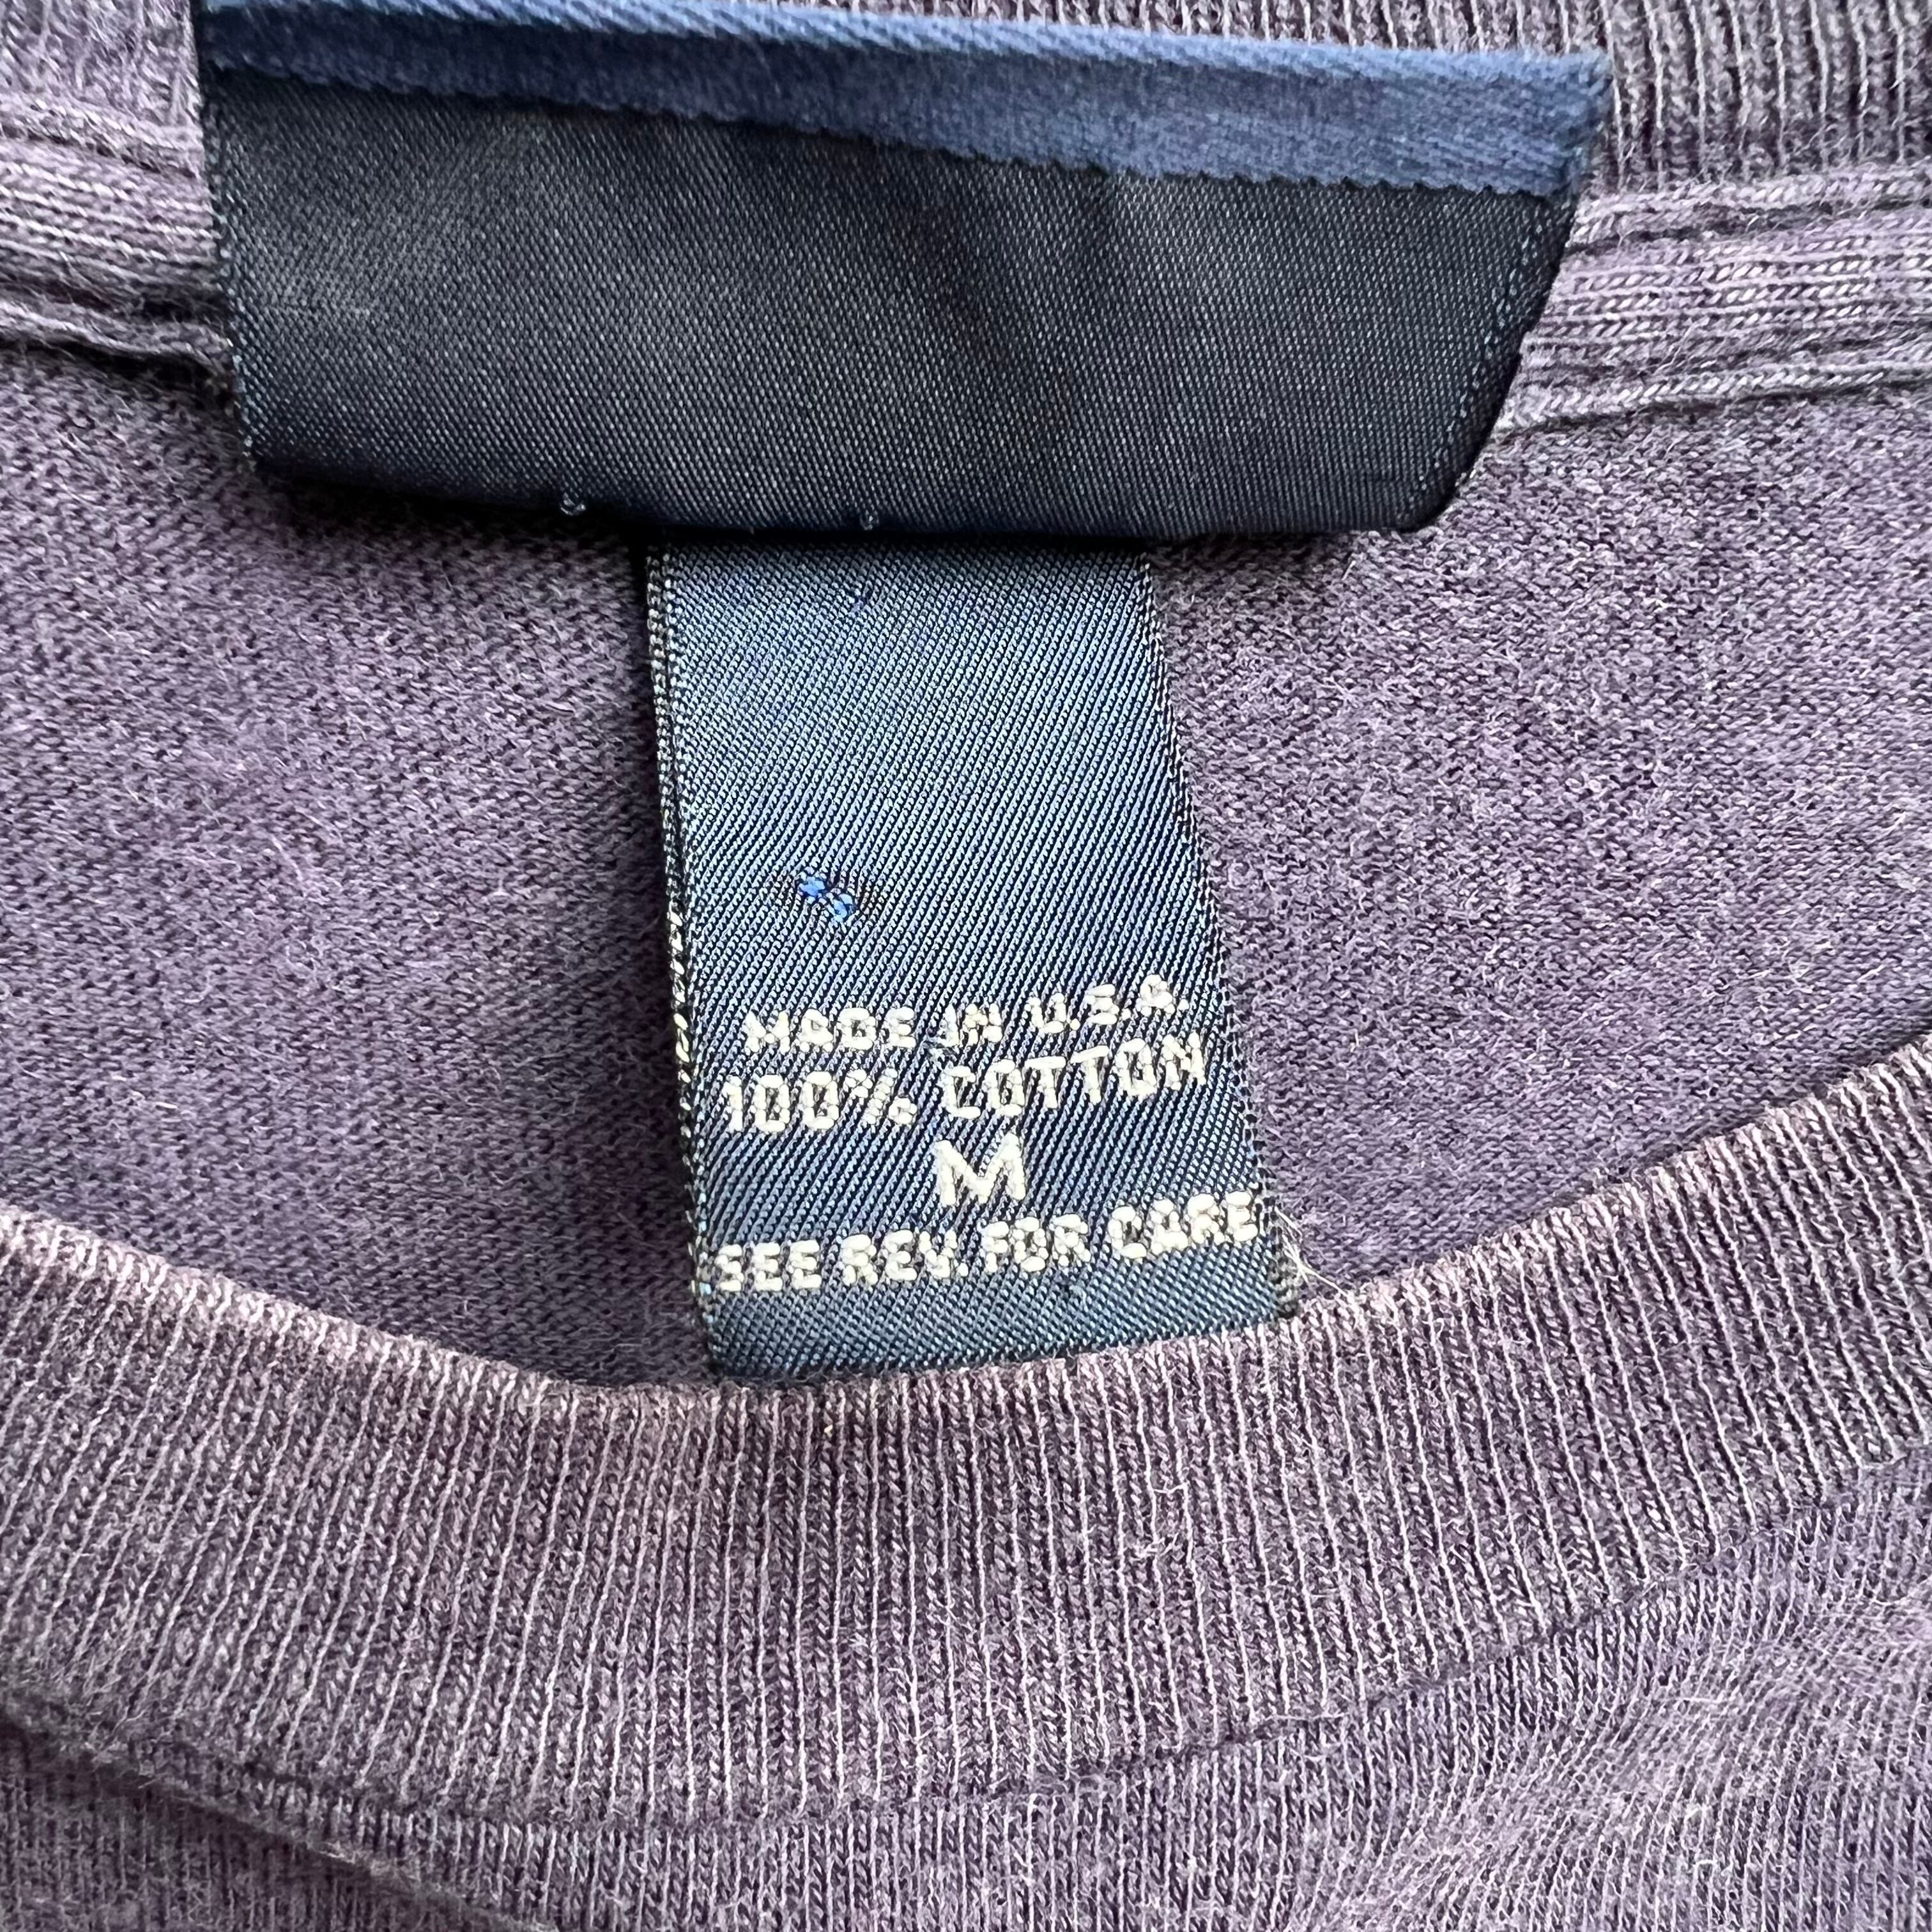 MADE IN U.S.A.
100% COTTON
M
SEE REV. FOR CARE